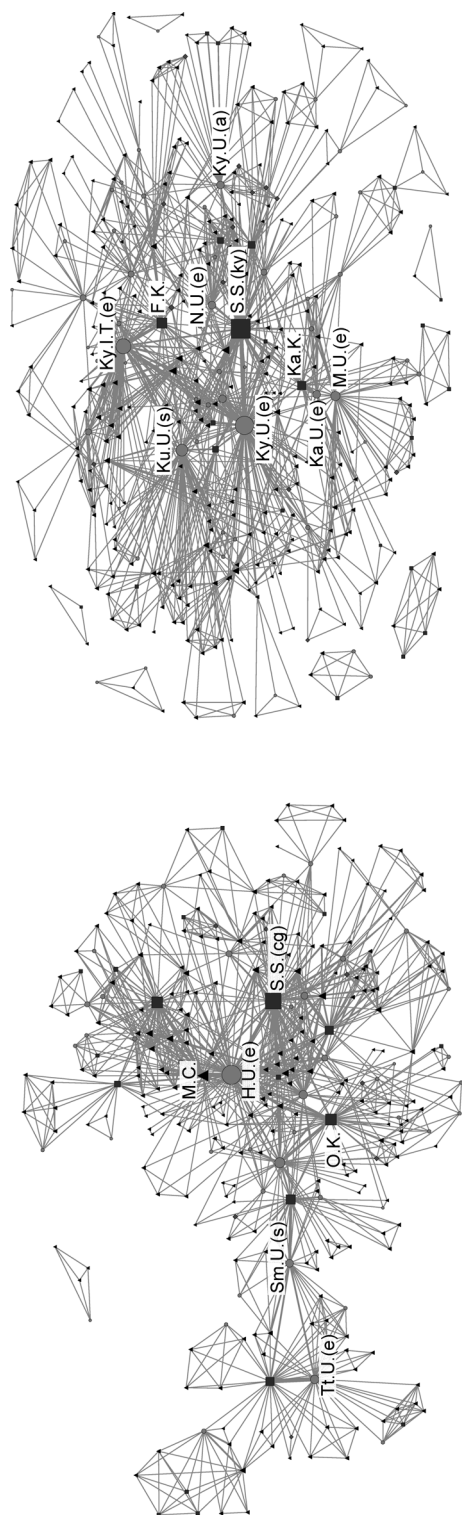 M.C.
H.U.(e)
S.S.(cg)
Sm.U.(s)
Tt.U.(e)
O.K.
Ky.I.T.(e)
F.K.
Ku.U.(s)
N.U.(e)
Ky.U.(a)
S.S.(ky)
Ky.U.(e)
Ka.K.
Ka.U.(e)
M.U.(e)